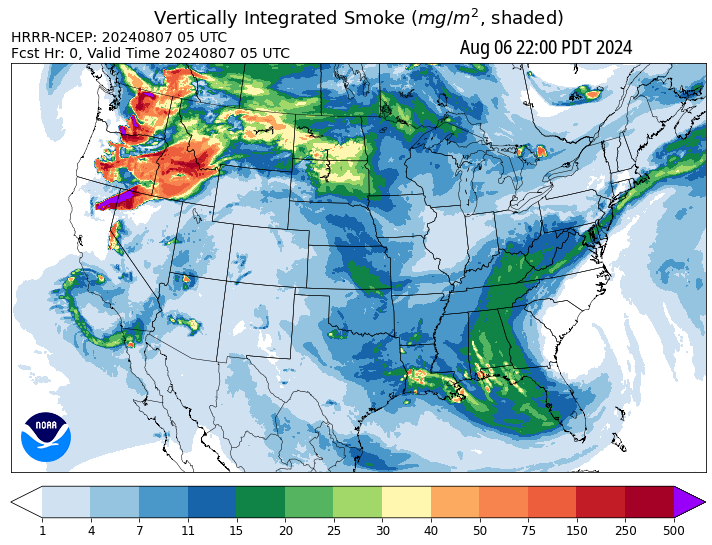 Vertically Integrated Smoke (mg/m², shaded)
HRRR-NCEP: 20240807 05 UTC
Fcst Hr: 0, Valid Time 20240807 05 UTC
Aug 06 22:00 PDT 2024
NOAA
1 4 7 11 15 20 25 30 40 50 75 150 250 500